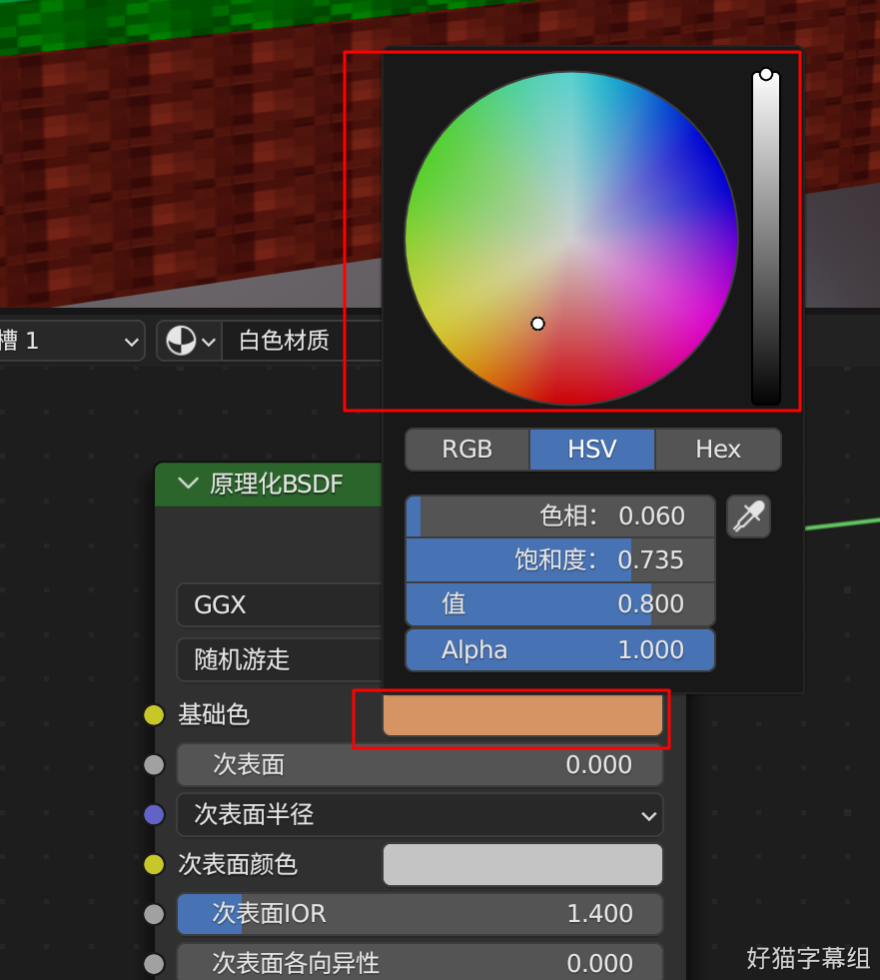 槽 1
白色材质
RGB
HSV
Hex
原理化BSDF
色相： 0.060
饱和度： 0.735
值 0.800
Alpha 1.000
GGX
随机游走
基础色
次表面 0.000
次表面半径
次表面颜色
次表面IOR 1.400
次表面各向异性 0.000
好猫字幕组